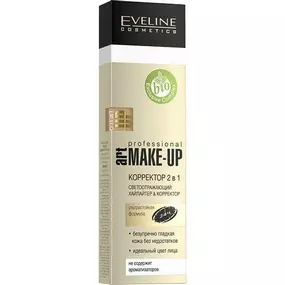 EVELINE
COSMETICS
bio
professional
art MAKE-UP
КОРРЕКТОР 2 в 1
СВЕТООТРАЖАЮЩИЙ
ХАЙЛАЙТЕР & КОРРЕКТОР
ультрастойкая
формула
• безупречно гладкая
кожа без недостатков
• идеальный цвет лица
не содержит
ароматизаторов